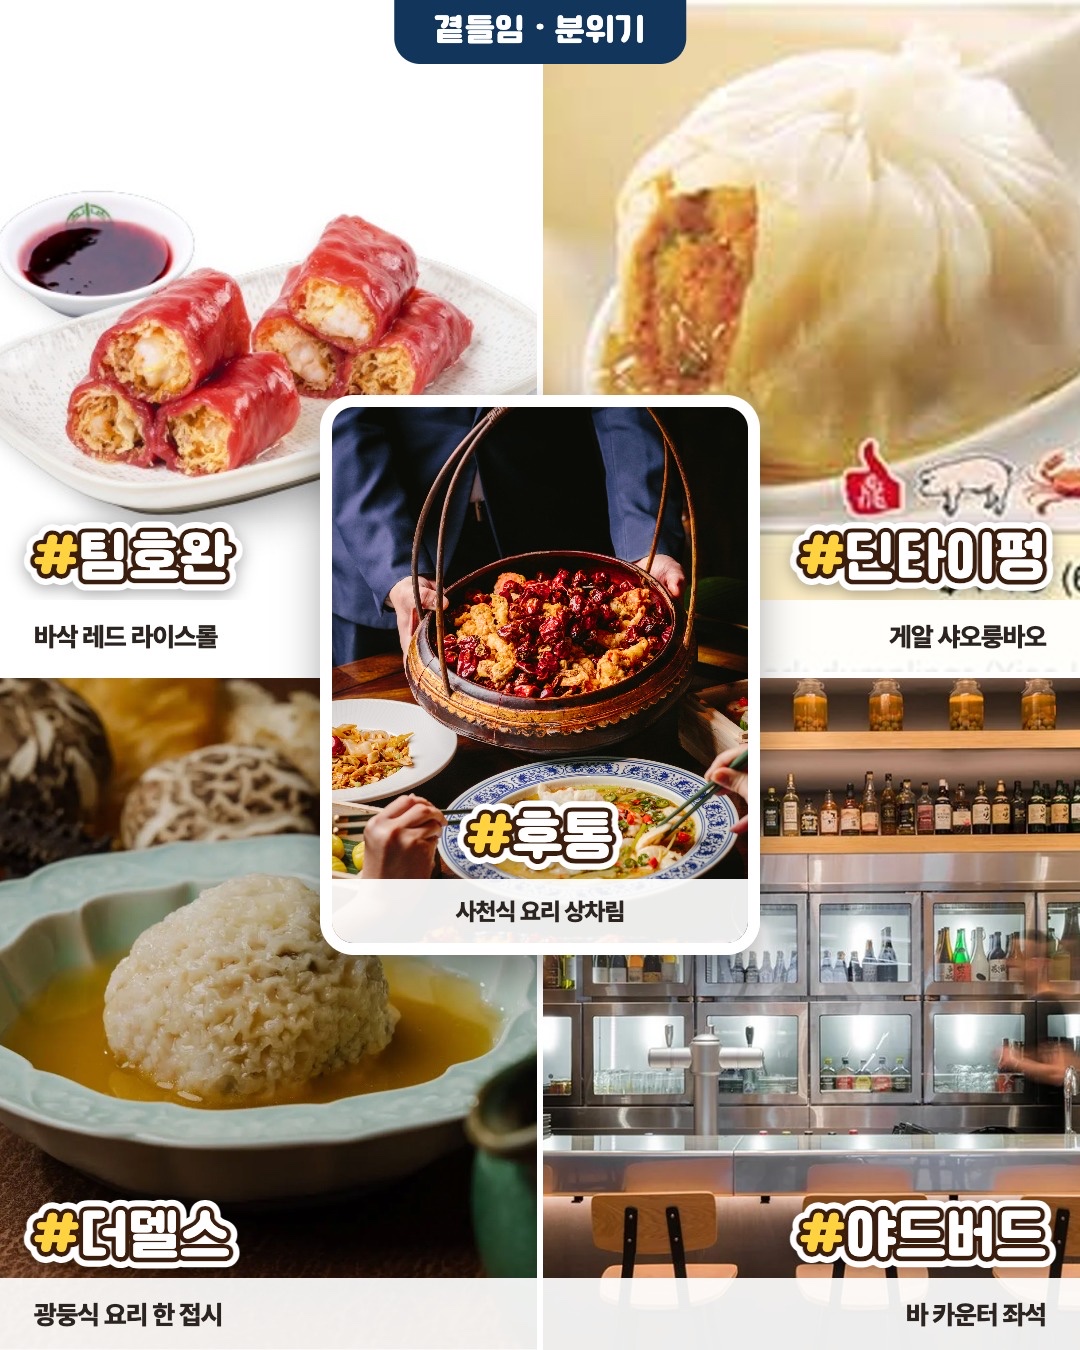 곁들임 · 분위기
#팀호완
바삭 레드 라이스롤
#딘타이펑
게알 샤오롱바오
#후통
사천식 요리 상차림
#더델스
광둥식 요리 한 접시
#야드버드
바 카운터 좌석